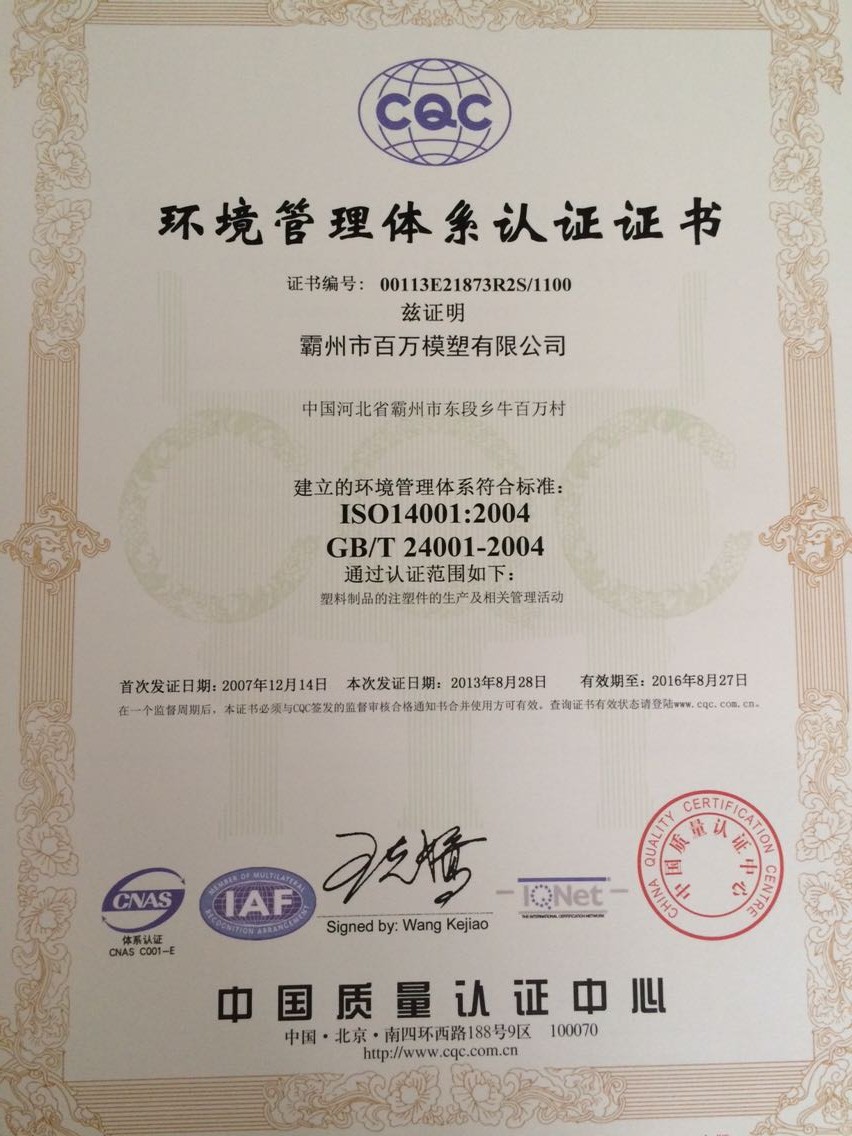 CQC
环境管理体系认证证书
证书编号： 00113E21873R2S/1100
兹证明
霸州市百万模塑有限公司
中国河北省霸州市东段乡牛百万村
建立的环境管理体系符合标准：
ISO14001:2004
GB/T 24001-2004
通过认证范围如下：
塑料制品的注塑件的生产及相关管理活动
首次发证日期：2007年12月14日 本次发证日期：2013年8月28日 有效期至：2016年8月27日
在一个监督周期后，本证书必须与CQC签发的监督审核合格通知书合并使用方可有效。查询证书有效状态请登陆www.cqc.com.cn。
CNAS
体系认证
CNAS C001-E
MEMBER OF MULTILATERAL
IAF
RECOGNITION ARRANGEMENT
王克娇
Signed by: Wang Kejiao
IQNet
THE INTERNATIONAL CERTIFICATION NETWORK
CHINA QUALITY CERTIFICATION CENTRE
中国质量认证中心
中国质量认证中心
中国·北京·南四环西路188号9区 100070
http://www.cqc.com.cn